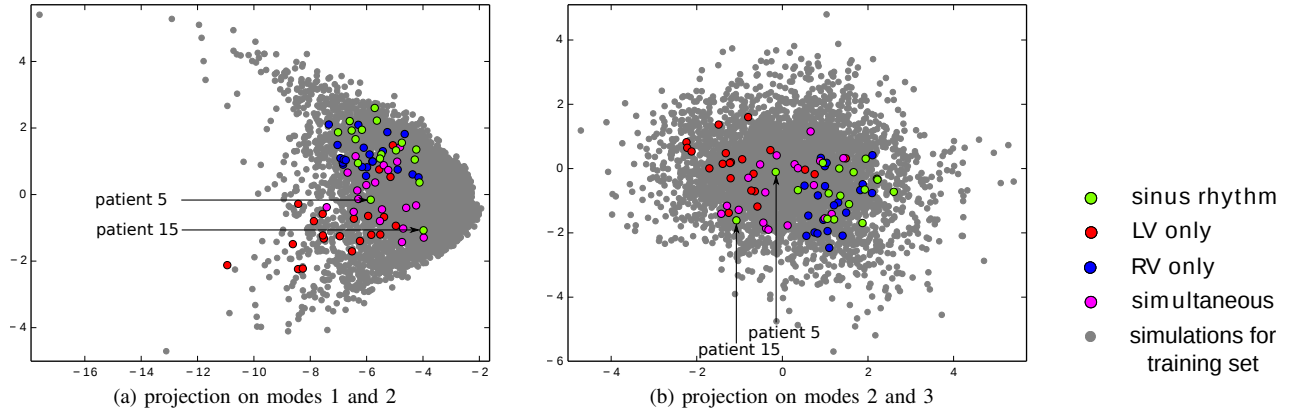 4
2
0
−2
−4
patient 5
patient 15
−16
−14
−12
−10
−8
−6
−4
−2
(a) projection on modes 1 and 2
4
2
0
−2
−4
−6
patient 5
patient 15
−4
−2
0
2
4
(b) projection on modes 2 and 3
sinus rhythm
LV only
RV only
simultaneous
simulations for
training set